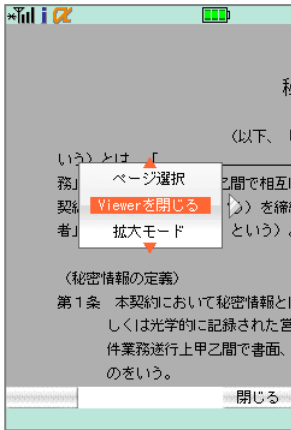 （以下、「
いう）とは、「
務」
乙間で相互に
契約
う）を締結
者」
という）。
ページ選択
Viewerを閉じる
拡大モード
（秘密情報の定義）
第１条　本契約において秘密情報と
しくは光学的に記録された営
件業務遂行上甲乙間で書面、
のをいう。
閉じる